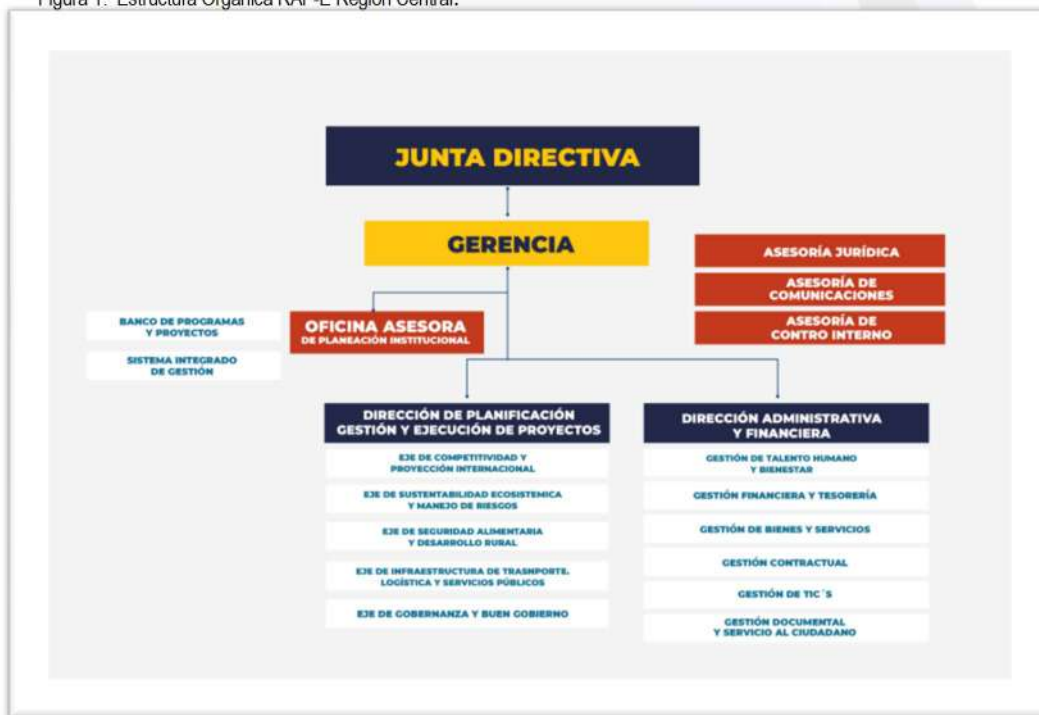 Figura 1. Estructura Orgánica RAP-E Región Central.
JUNTA DIRECTIVA
GERENCIA
ASESORÍA JURÍDICA
ASESORÍA DE
COMUNICACIONES
ASESORÍA DE
CONTRO INTERNO
BANCO DE PROGRAMAS
Y PROYECTOS
SISTEMA INTEGRADO
DE GESTIÓN
OFICINA ASESORA
DE PLANEACIÓN INSTITUCIONAL
DIRECCIÓN DE PLANIFICACIÓN
GESTIÓN Y EJECUCIÓN DE PROYECTOS
EJE DE COMPETITIVIDAD Y
PROYECCIÓN INTERNACIONAL
EJE DE SUSTENTABILIDAD ECOSISTEMICA
Y MANEJO DE RIESGOS
EJE DE SEGURIDAD ALIMENTARIA
Y DESARROLLO RURAL
EJE DE INFRAESTRUCTURA DE TRASNPORTE.
LOGÍSTICA Y SERVICIOS PÚBLICOS
EJE DE GOBERNANZA Y BUEN GOBIERNO
DIRECCIÓN ADMINISTRATIVA
Y FINANCIERA
GESTIÓN DE TALENTO HUMANO
Y BIENESTAR
GESTIÓN FINANCIERA Y TESORERÍA
GESTIÓN DE BIENES Y SERVICIOS
GESTIÓN CONTRACTUAL
GESTIÓN DE TIC´S
GESTIÓN DOCUMENTAL
Y SERVICIO AL CIUDADANO